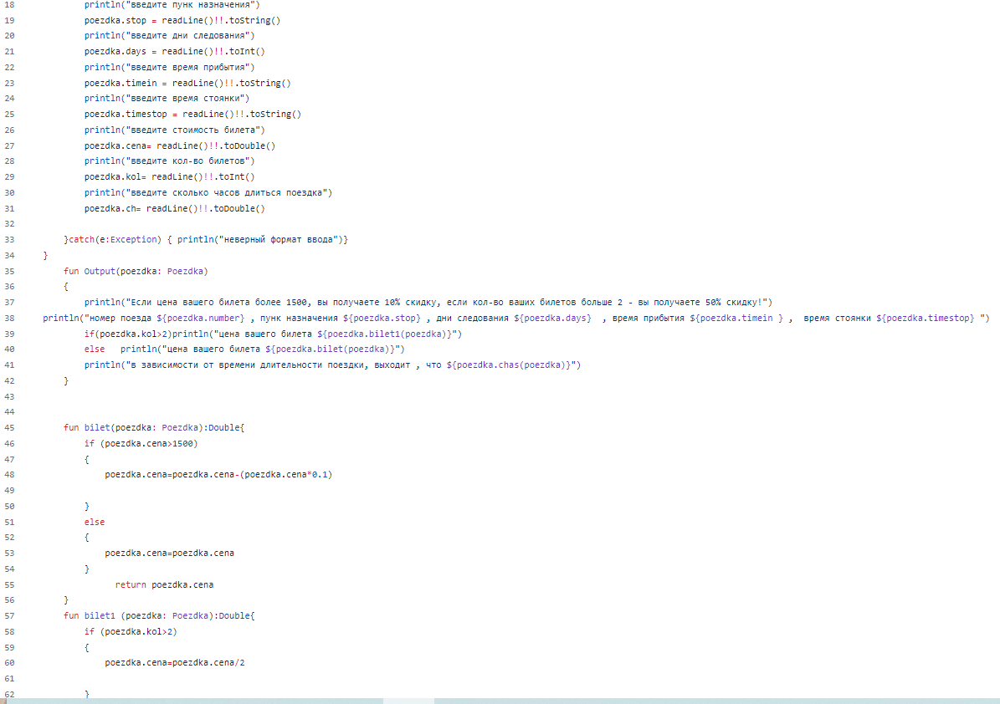 18 println("введите пунк назначения")
19 poezdka.stop = readLine()!!.toString()
20 println("введите дни следования")
21 poezdka.days = readLine()!!.toInt()
22 println("введите время прибытия")
23 poezdka.timein = readLine()!!.toString()
24 println("введите время стоянки")
25 poezdka.timestop = readLine()!!.toString()
26 println("введите стоимость билета")
27 poezdka.cena= readLine()!!.toDouble()
28 println("введите кол-во билетов")
29 poezdka.kol= readLine()!!.toInt()
30 println("введите сколько часов длиться поездка")
31 poezdka.ch= readLine()!!.toDouble()
32
33 }catch(e:Exception) { println("неверный формат ввода")}
34 }
35 fun Output(poezdka: Poezdka)
36 {
37 println("Если цена вашего билета более 1500, вы получаете 10% скидку, если кол-во ваших билетов больше 2 - вы получаете 50% скидку!")
38 println("номер поезда ${poezdka.number} , пунк назначения ${poezdka.stop} , дни следования ${poezdka.days}  , время прибытия ${poezdka.timein } ,  время стоянки ${poezdka.timestop} ")
39 if(poezdka.kol>2)println("цена вашего билета ${poezdka.bilet1(poezdka)}")
40 else   println("цена вашего билета ${poezdka.bilet(poezdka)}")
41 println("в зависимости от времени длительности поездки, выходит , что ${poezdka.chas(poezdka)}")
42 }
43
44
45 fun bilet(poezdka: Poezdka):Double{
46 if (poezdka.cena>1500)
47 {
48 poezdka.cena=poezdka.cena-(poezdka.cena*0.1)
49
50 }
51 else
52 {
53 poezdka.cena=poezdka.cena
54 }
55 return poezdka.cena
56 }
57 fun bilet1 (poezdka: Poezdka):Double{
58 if (poezdka.kol>2)
59 {
60 poezdka.cena=poezdka.cena/2
61
62 }